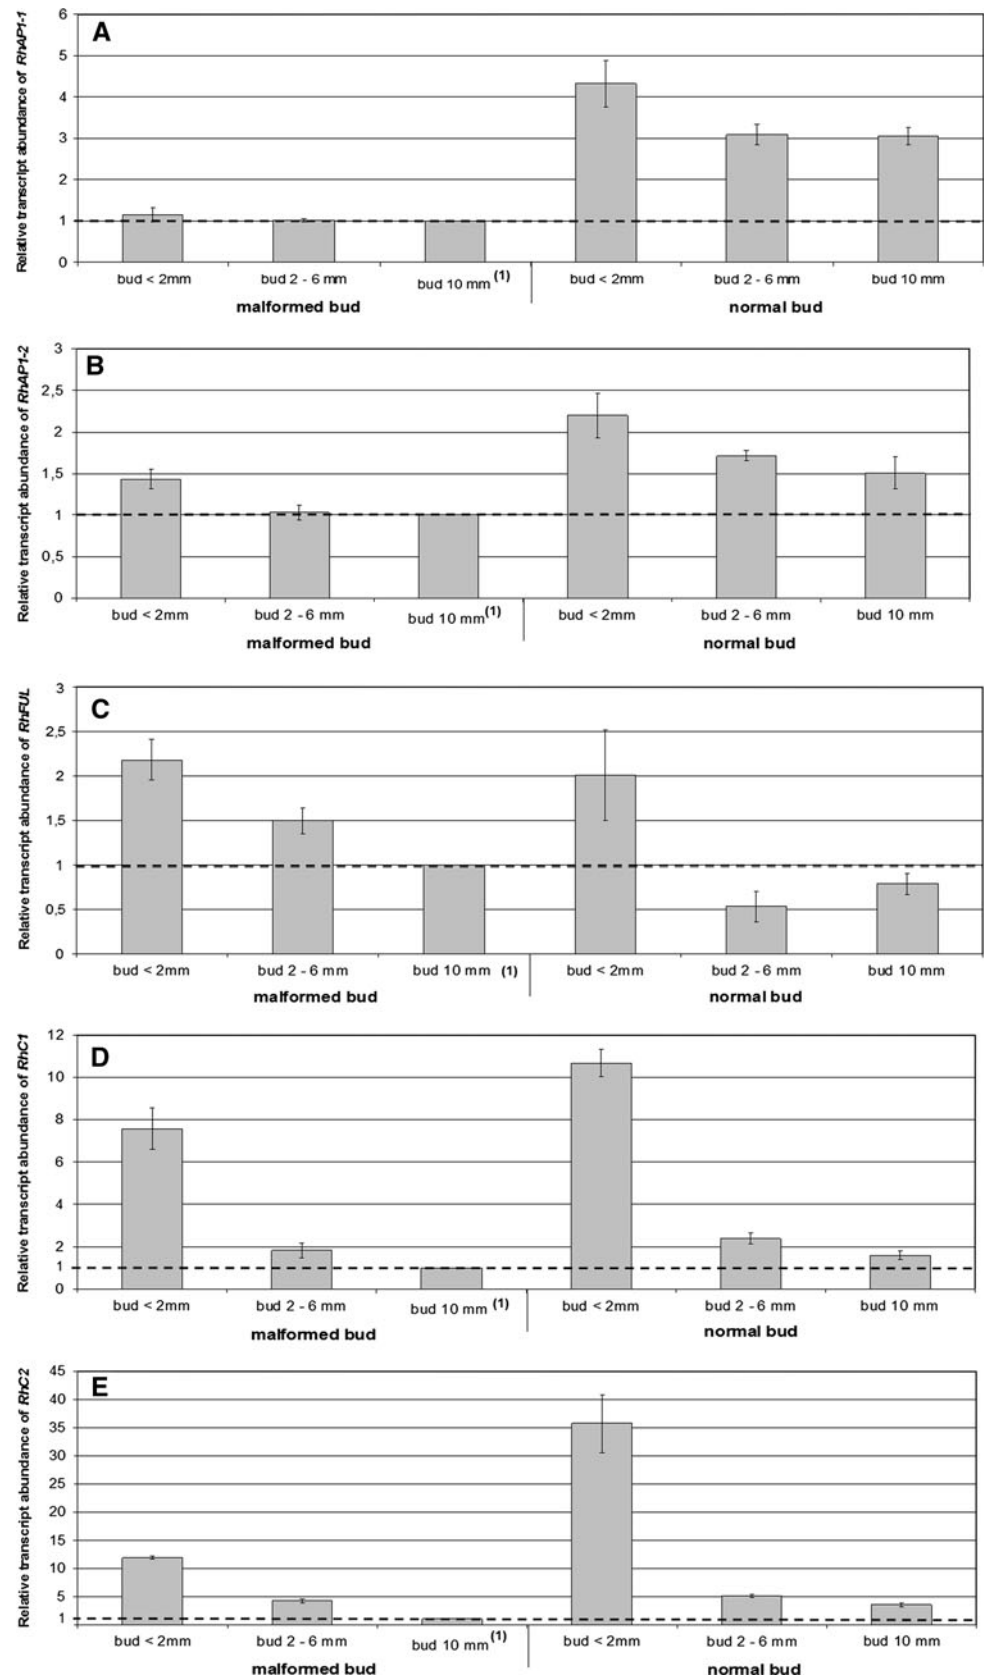 A
Relative transcript abundance of RhAP1-1
6
5
4
3
2
1
0
bud < 2mm bud 2 - 6 mm bud 10 mm (1) bud < 2mm bud 2 - 6 mm bud 10 mm
malformed bud normal bud
B
Relative transcript abundance of RhAP1-2
3
2,5
2
1,5
1
0,5
0
bud < 2mm bud 2 - 6 mm bud 10 mm (1) bud < 2mm bud 2 - 6 mm bud 10 mm
malformed bud normal bud
C
Relative transcript abundance of RhFUL
3
2,5
2
1,5
1
0,5
0
bud < 2mm bud 2 - 6 mm bud 10 mm (1) bud < 2mm bud 2 - 6 mm bud 10 mm
malformed bud normal bud
D
Relative transcript abundance of RhC1
12
10
8
6
4
2
1
0
bud < 2mm bud 2 - 6 mm bud 10 mm (1) bud < 2mm bud 2 - 6 mm bud 10 mm
malformed bud normal bud
E
Relative transcript abundance of RhC2
45
40
35
30
25
20
15
10
5
1
bud < 2mm bud 2 - 6 mm bud 10 mm (1) bud < 2mm bud 2 - 6 mm bud 10 mm
malformed bud normal bud